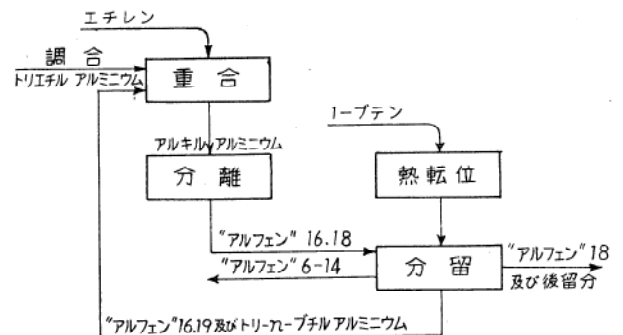 エチレン
調合
トリエチル アルミニウム
重合
1-ブテン
アルキル アルミニウム
分離
熱転位
"アルフェン" 16.18
"アルフェン" 6-14
分留
"アルフェン" 18
及び後留分
"アルフェン"16.19及びトリーn-ブチルアルミニウム